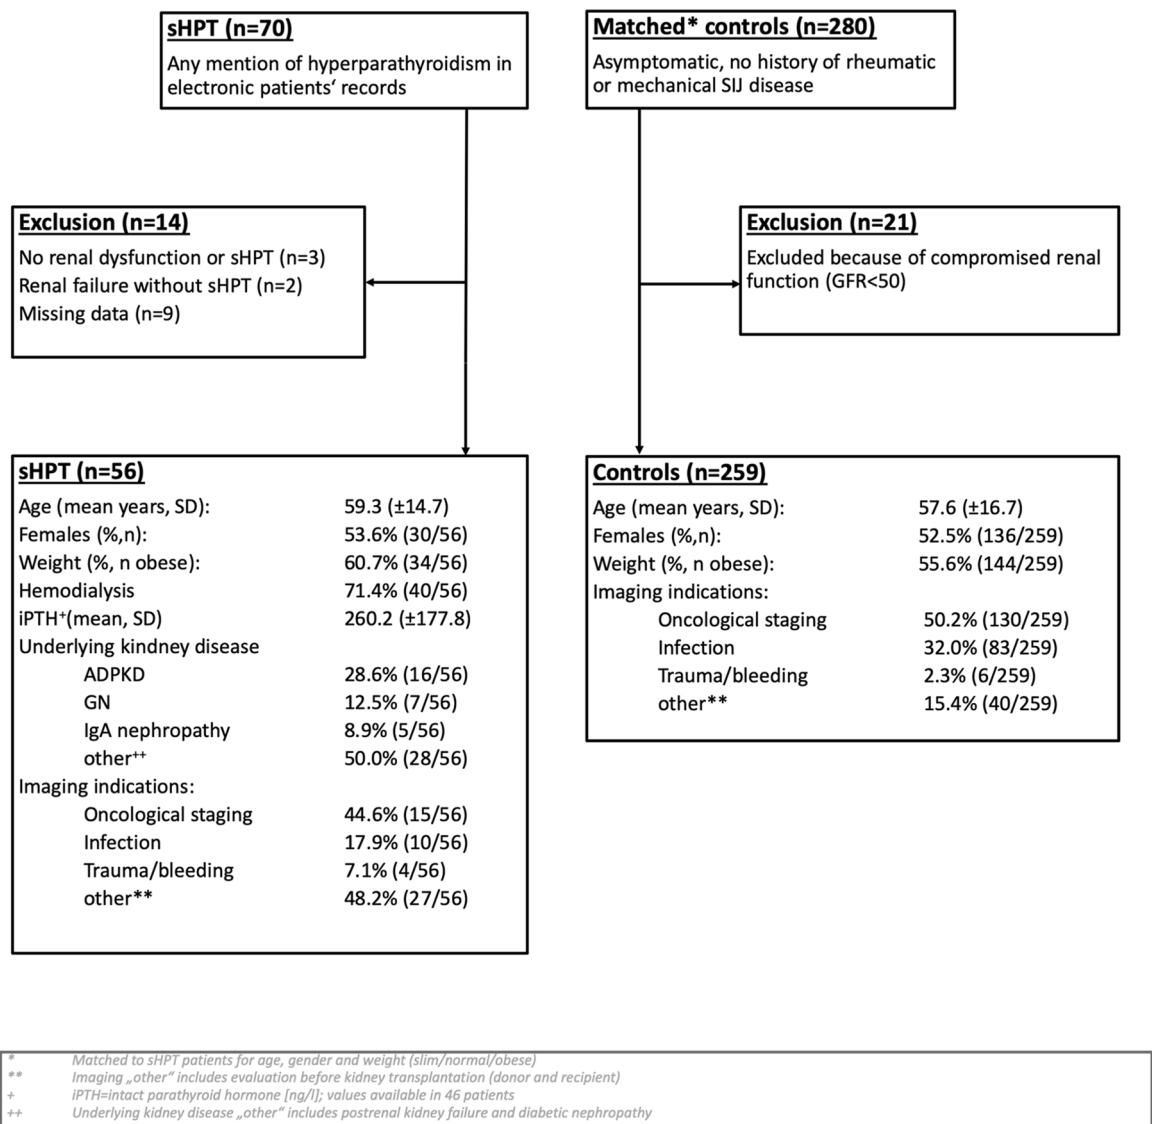 sHPT (n=70)
Any mention of hyperparathyroidism in
electronic patients‘ records
Matched* controls (n=280)
Asymptomatic, no history of rheumatic
or mechanical SIJ disease
Exclusion (n=14)
No renal dysfunction or sHPT (n=3)
Renal failure without sHPT (n=2)
Missing data (n=9)
Exclusion (n=21)
Excluded because of compromised renal
function (GFR<50)
sHPT (n=56)
Age (mean years, SD): 59.3 (±14.7)
Females (%,n): 53.6% (30/56)
Weight (%, n obese): 60.7% (34/56)
Hemodialysis 71.4% (40/56)
iPTH⁺(mean, SD) 260.2 (±177.8)
Underlying kindney disease
ADPKD 28.6% (16/56)
GN 12.5% (7/56)
IgA nephropathy 8.9% (5/56)
other⁺⁺ 50.0% (28/56)
Imaging indications:
Oncological staging 44.6% (15/56)
Infection 17.9% (10/56)
Trauma/bleeding 7.1% (4/56)
other** 48.2% (27/56)
Controls (n=259)
Age (mean years, SD): 57.6 (±16.7)
Females (%,n): 52.5% (136/259)
Weight (%, n obese): 55.6% (144/259)
Imaging indications:
Oncological staging 50.2% (130/259)
Infection 32.0% (83/259)
Trauma/bleeding 2.3% (6/259)
other** 15.4% (40/259)
* Matched to sHPT patients for age, gender and weight (slim/normal/obese)
** Imaging „other“ includes evaluation before kidney transplantation (donor and recipient)
+ iPTH=intact parathyroid hormone [ng/l]; values available in 46 patients
++ Underlying kidney disease „other“ includes postrenal kidney failure and diabetic nephropathy